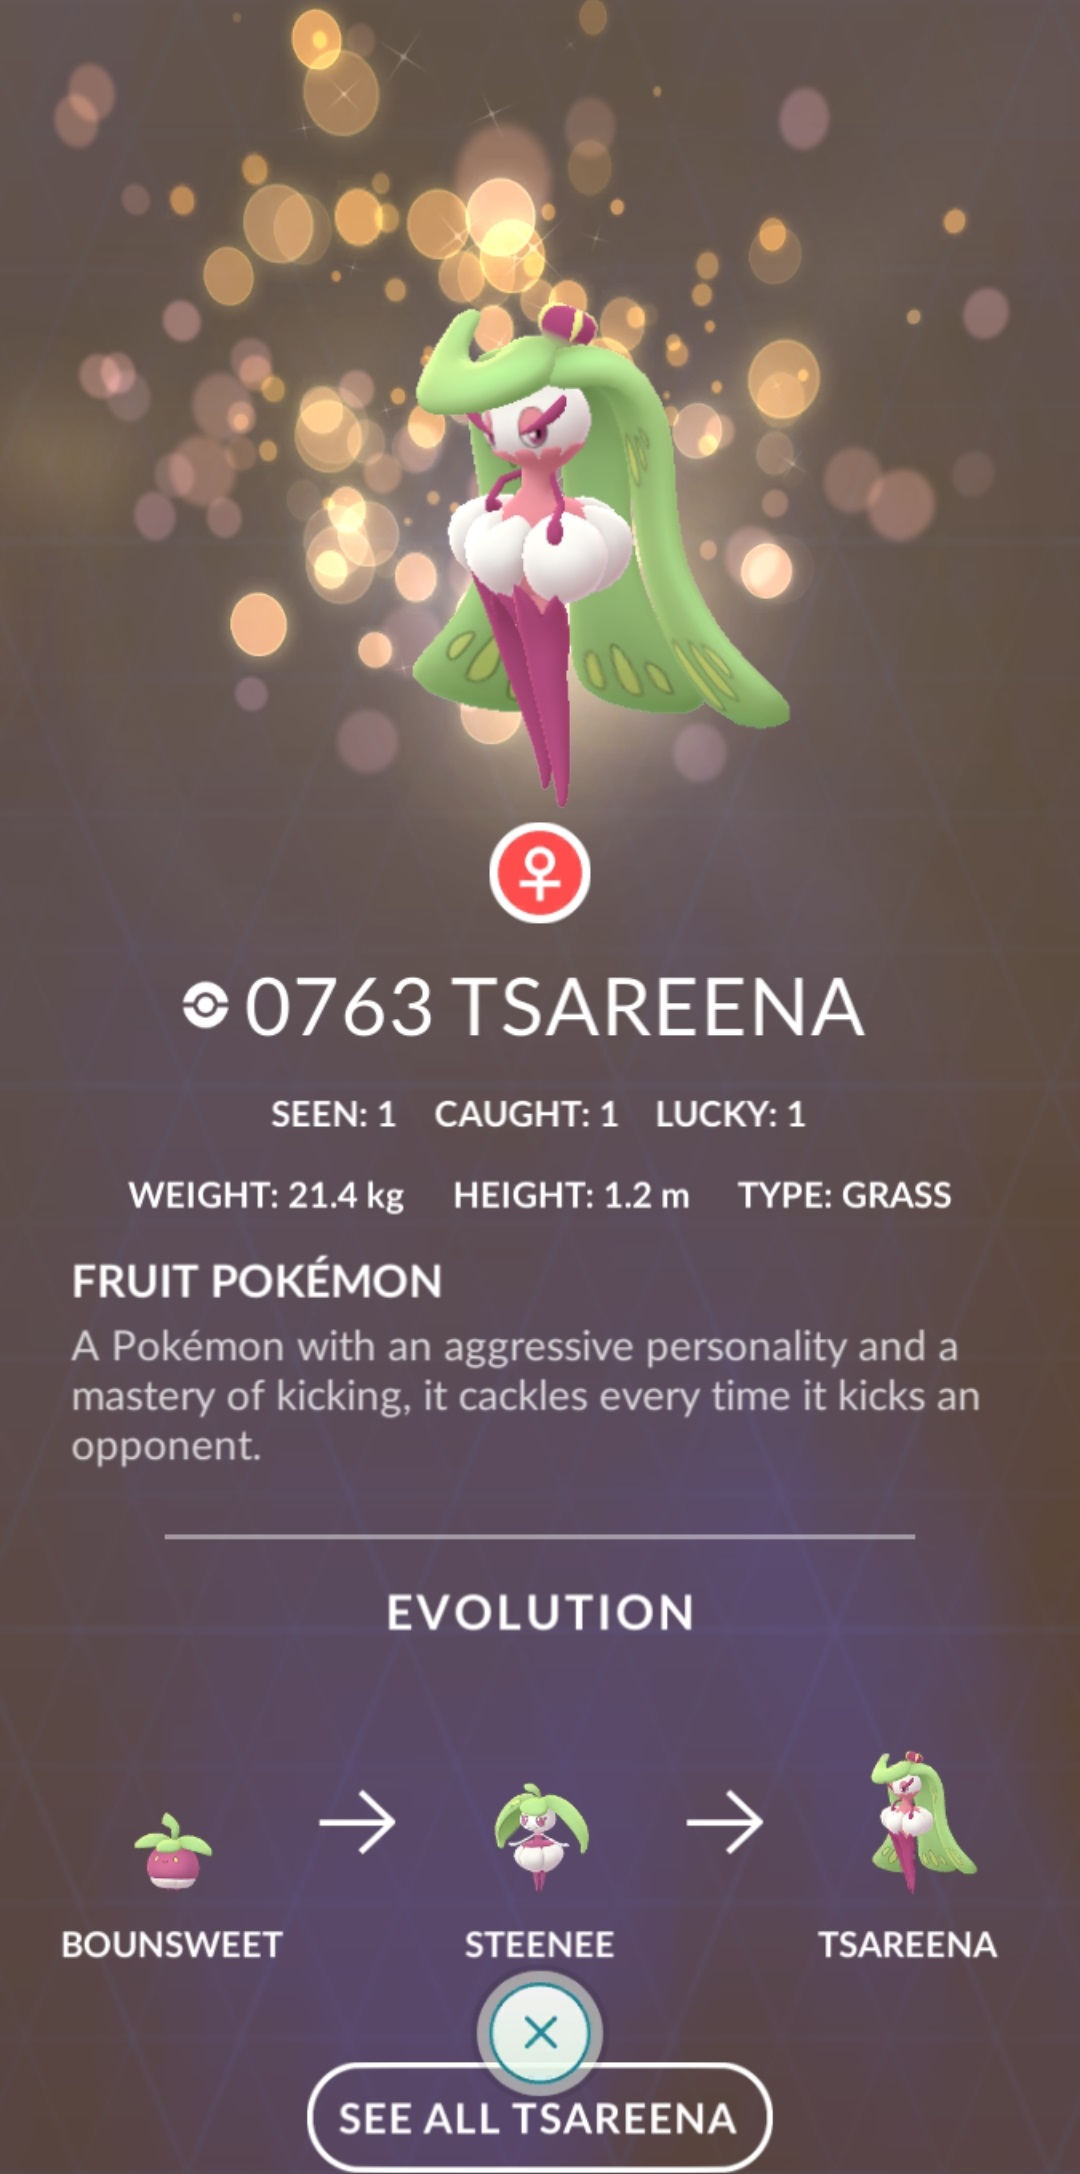 0763 TSAREENA
SEEN: 1 CAUGHT: 1 LUCKY: 1
WEIGHT: 21.4 kg HEIGHT: 1.2 m TYPE: GRASS
FRUIT POKÉMON
A Pokémon with an aggressive personality and a
mastery of kicking, it cackles every time it kicks an
opponent.
EVOLUTION
BOUNSWEET STEENEE TSAREENA
SEE ALL TSAREENA